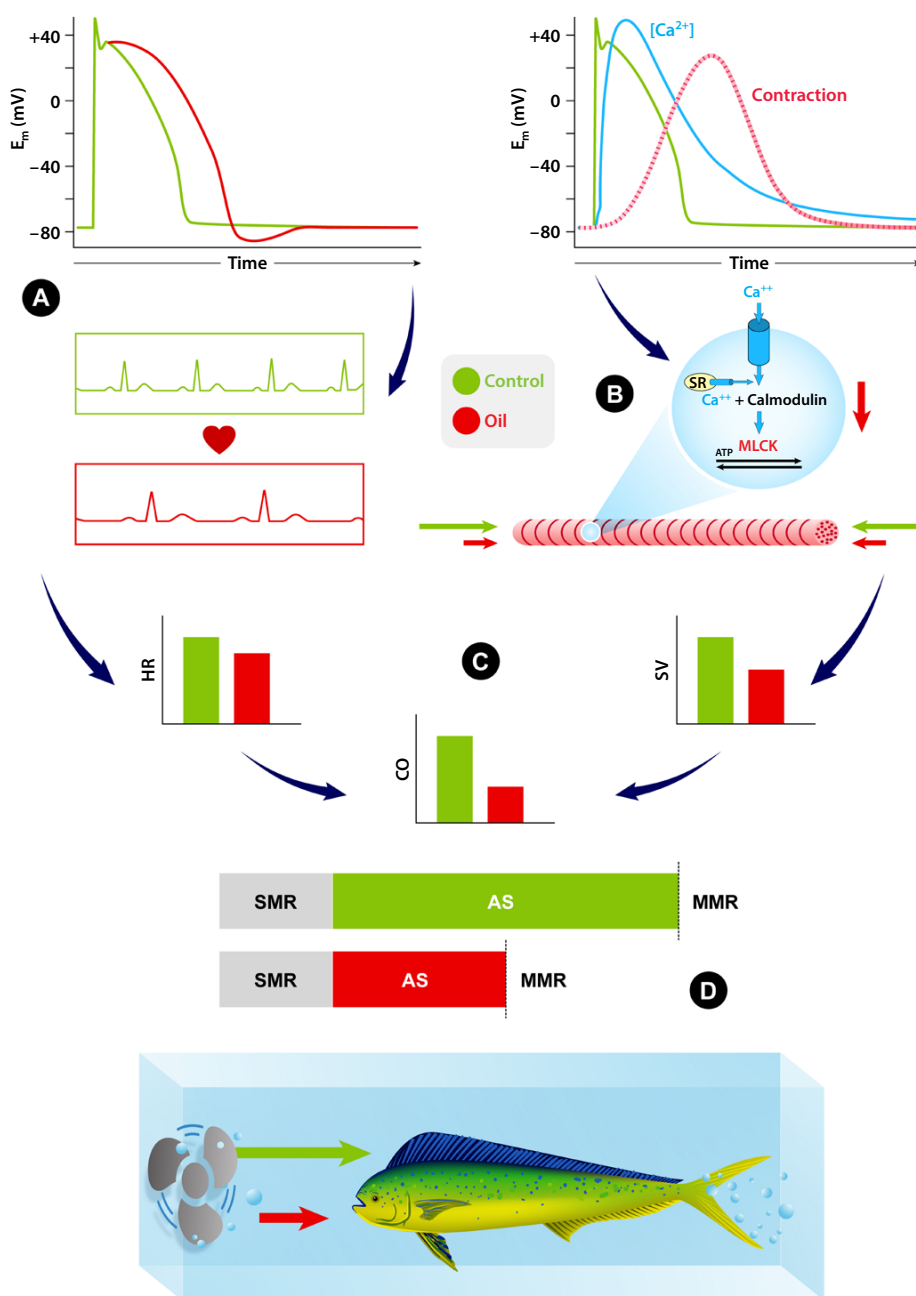 +40
0
−40
−80
Em (mV)
Time
+40
0
−40
−80
Em (mV)
[Ca²⁺]
Contraction
Time
A
Control
Oil
B
Ca⁺⁺
SR
Ca⁺⁺ + Calmodulin
MLCK
ATP
HR
C
SV
CO
SMR
AS
MMR
SMR
AS
MMR
D